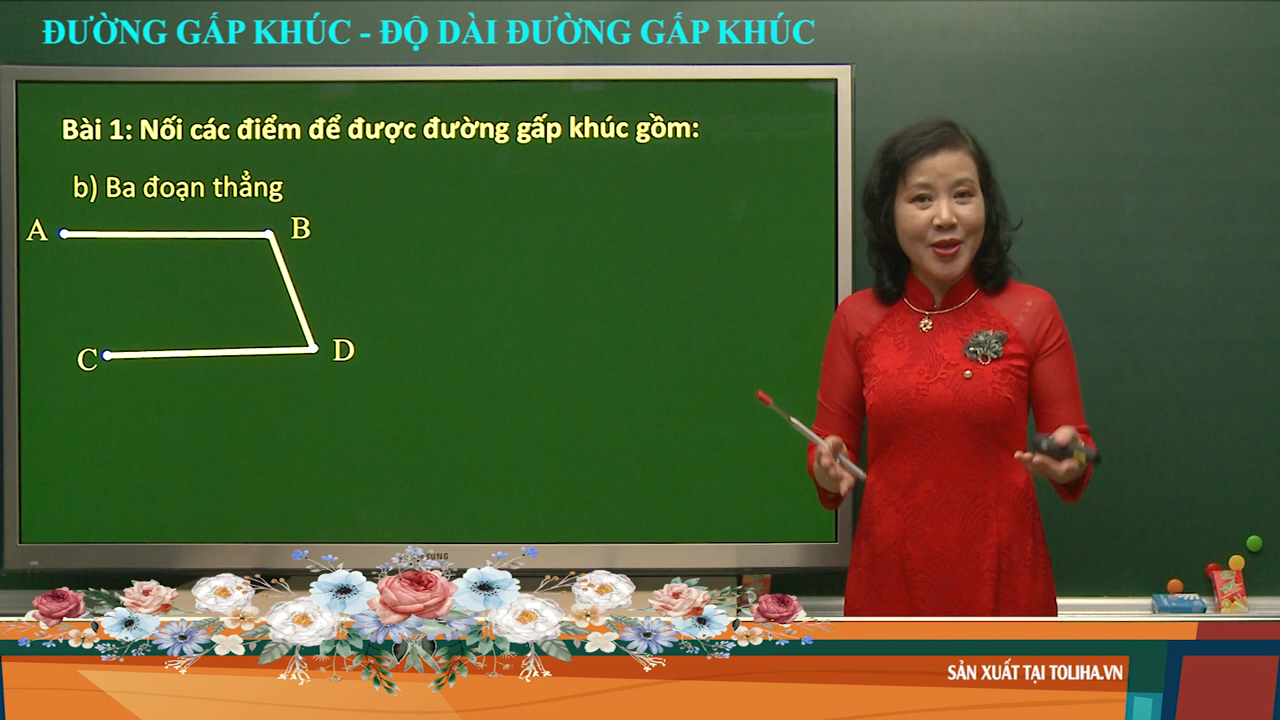 ĐƯỜNG GẤP KHÚC - ĐỘ DÀI ĐƯỜNG GẤP KHÚC
Bài 1: Nối các điểm để được đường gấp khúc gồm:
b) Ba đoạn thẳng
A
B
C
D
SẢN XUẤT TẠI TOLIHA.VN